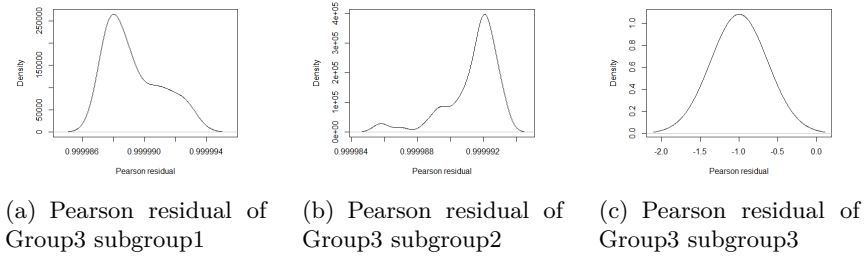 250000
150000
50000
0
Density
0.999986
0.999990
0.999994
Pearson residual
4e+05
3e+05
2e+05
1e+05
0e+00
Density
0.999984
0.999988
0.999992
Pearson residual
1.0
0.8
0.6
0.4
0.2
0.0
Density
-2.0
-1.5
-1.0
-0.5
0.0
Pearson residual
(a) Pearson residual of
Group3 subgroup1
(b) Pearson residual of
Group3 subgroup2
(c) Pearson residual of
Group3 subgroup3